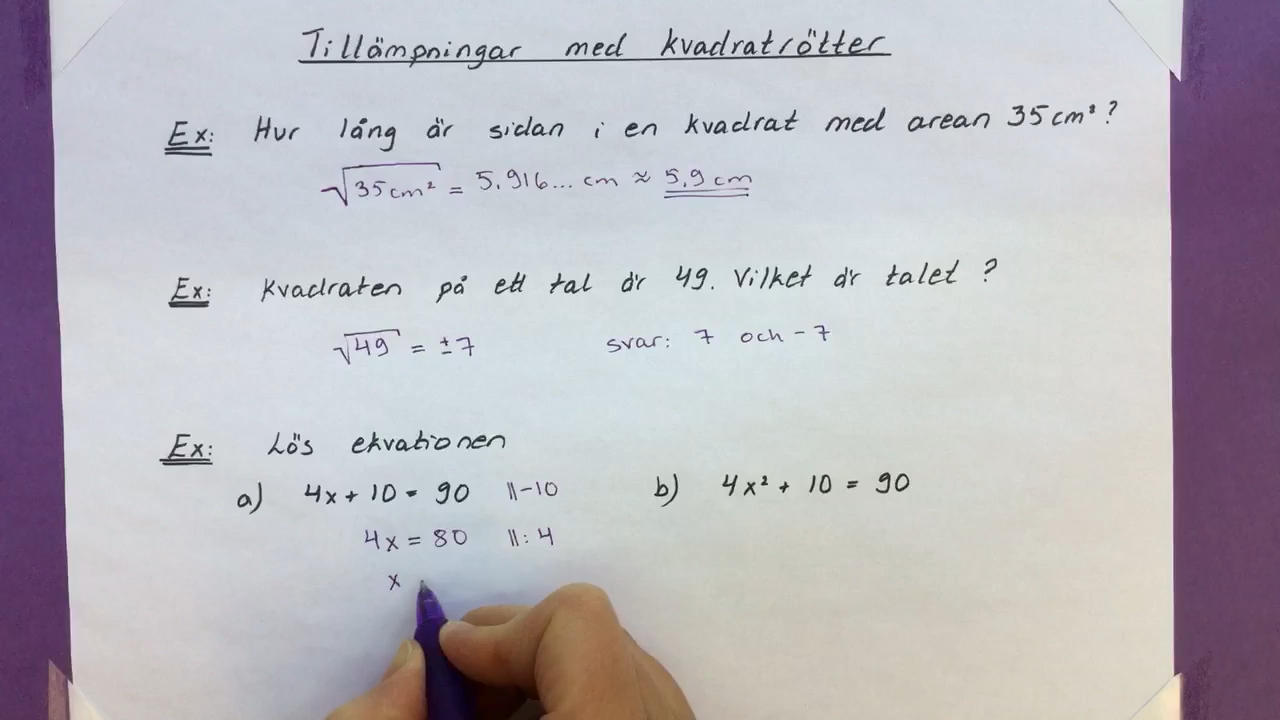 Tillämpningar med kvadratrötter
Ex: Hur lång är sidan i en kvadrat med arean 35 cm²?
√35 cm² = 5,916... cm ≈ 5,9 cm
Ex: Kvadraten på ett tal är 49. Vilket är talet?
√49 = ±7 svar: 7 och -7
Ex: Lös ekvationen
a) 4x + 10 = 90 ||-10 b) 4x² + 10 = 90
4x = 80 ||: 4
x